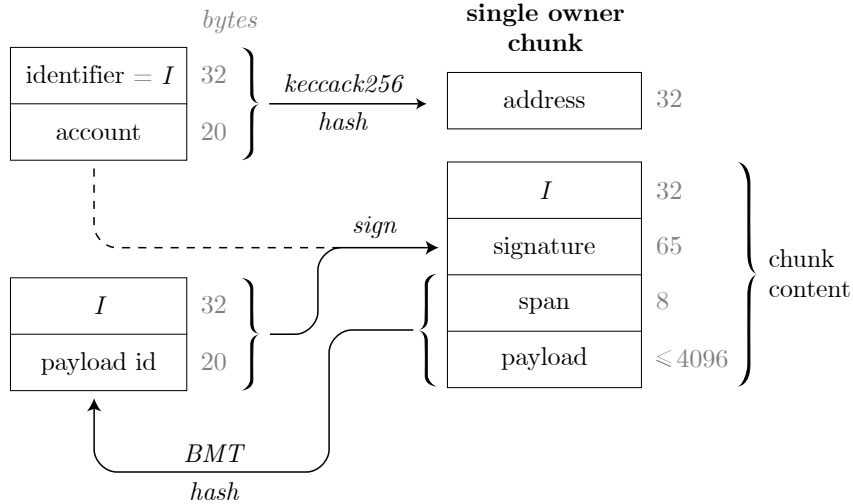 bytes
single owner
chunk
identifier = I
32
account
20
keccack256
hash
address
32
I
32
signature
65
span
8
payload
⩽4096
chunk
content
sign
I
32
payload id
20
BMT
hash